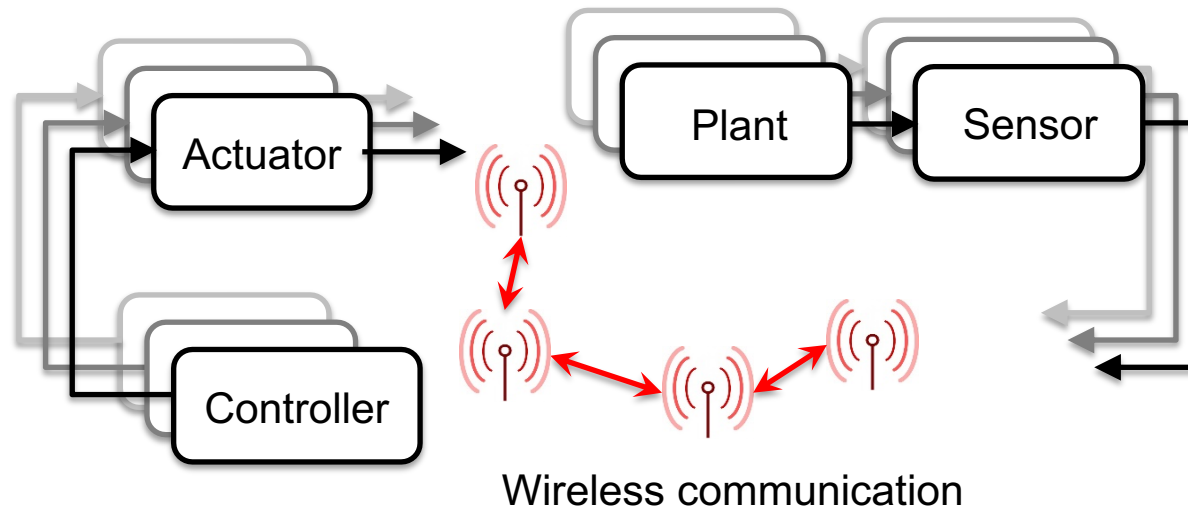 Actuator
Plant
Sensor
Controller
Wireless communication